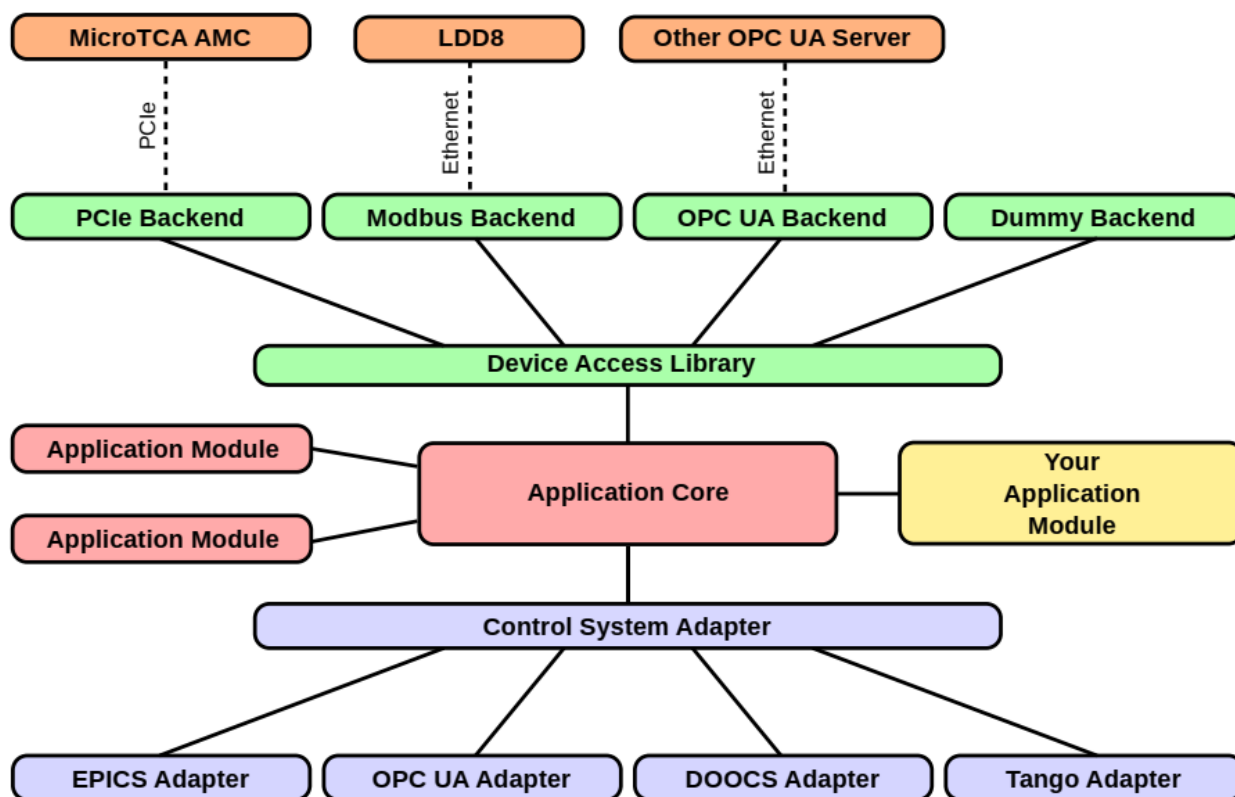 MicroTCA AMC
LDD8
Other OPC UA Server
PCIe
Ethernet
Ethernet
PCIe Backend
Modbus Backend
OPC UA Backend
Dummy Backend
Device Access Library
Application Module
Application Module
Application Core
Your
Application
Module
Control System Adapter
EPICS Adapter
OPC UA Adapter
DOOCS Adapter
Tango Adapter